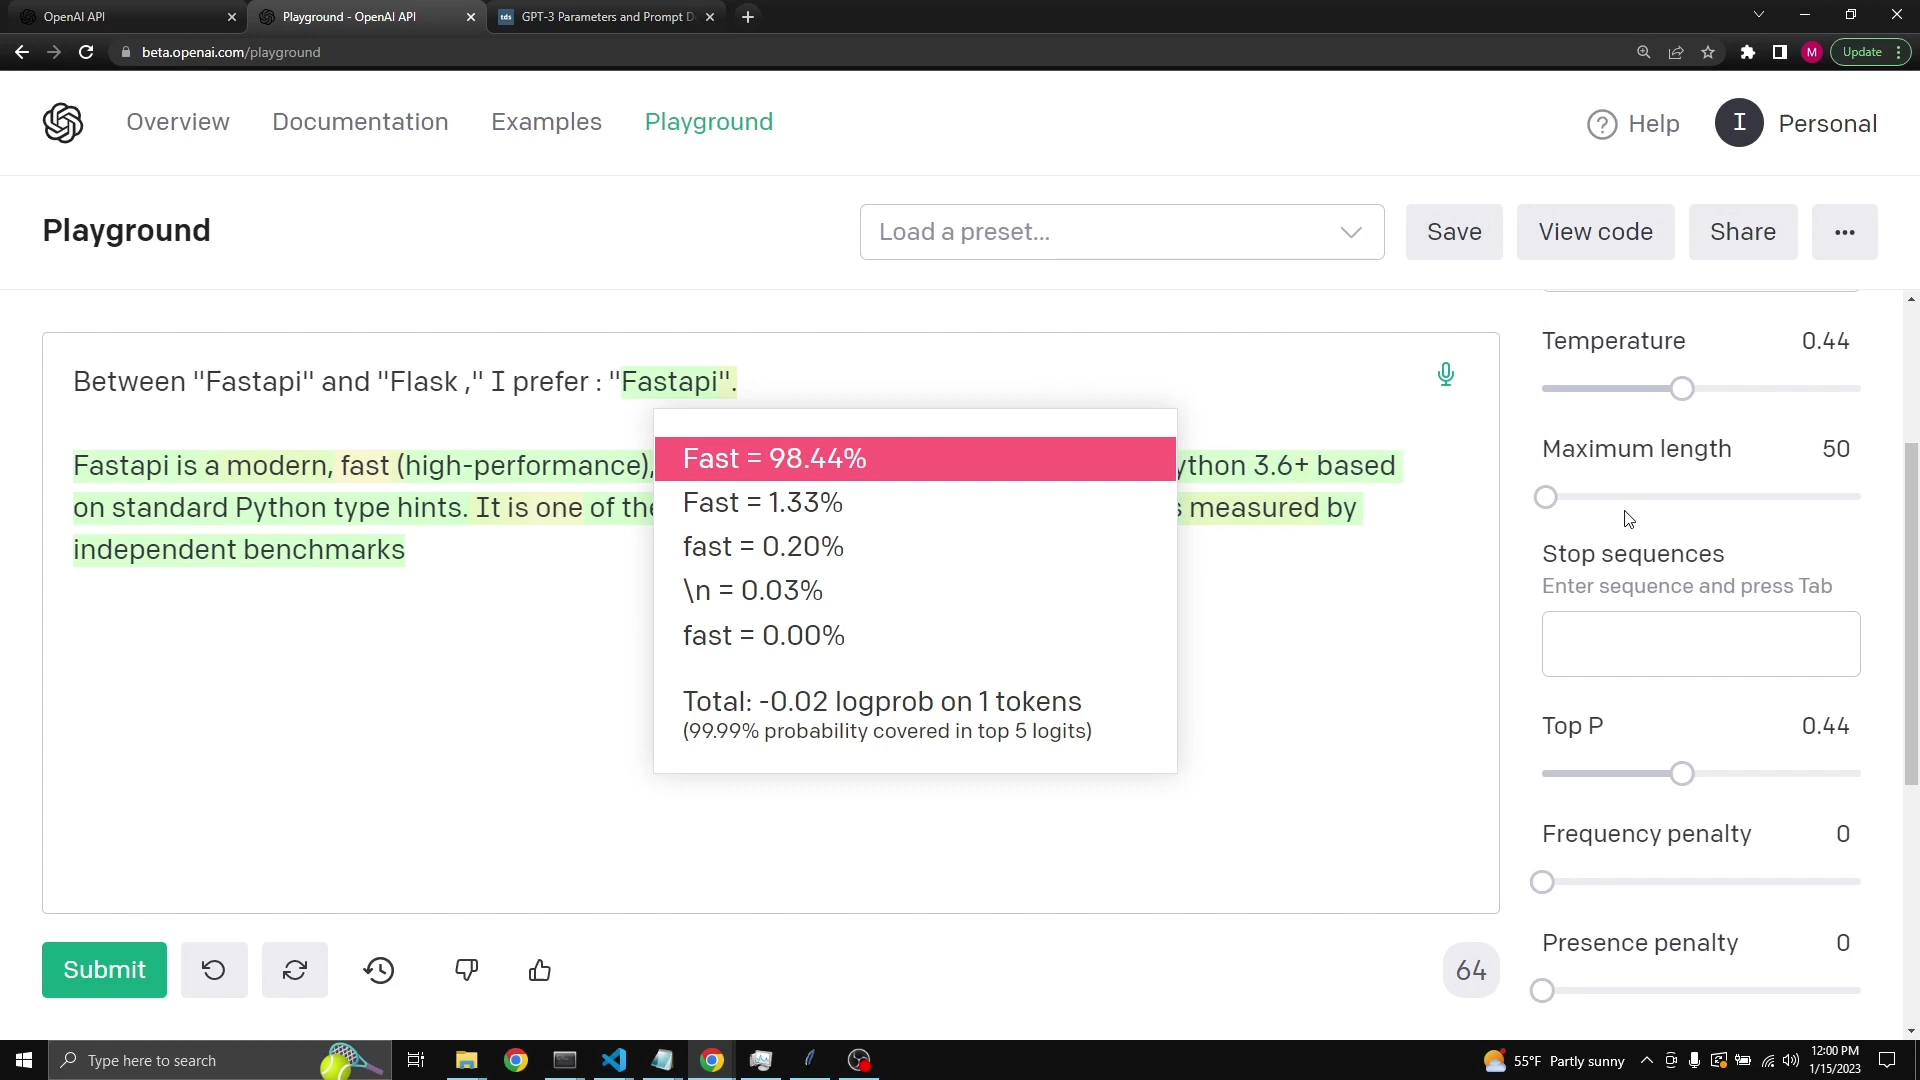 OpenAI API
Playground - OpenAI API
tds GPT-3 Parameters and Prompt D
beta.openai.com/playground
M
Update
Overview
Documentation
Examples
Playground
Help
I
Personal
Playground
Load a preset...
Save
View code
Share
Between "Fastapi" and "Flask ," I prefer : "Fastapi".
Fastapi is a modern, fast (high-performance), ython 3.6+ based
on standard Python type hints. It is one of the s measured by
independent benchmarks
Fast = 98.44%
Fast = 1.33%
fast = 0.20%
\n = 0.03%
fast = 0.00%
Total: -0.02 logprob on 1 tokens
(99.99% probability covered in top 5 logits)
Temperature 0.44
Maximum length 50
Stop sequences
Enter sequence and press Tab
Top P 0.44
Frequency penalty 0
Presence penalty 0
Submit
64
Type here to search
55°F Partly sunny
12:00 PM
1/15/2023